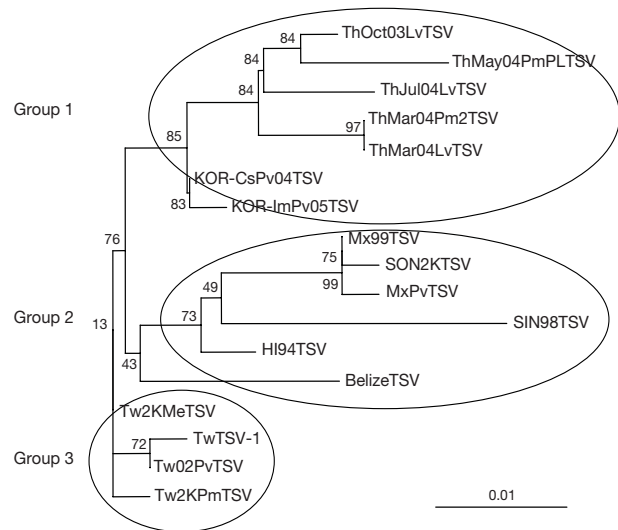 ThOct03LvTSV
84
ThMay04PmPLTSV
84
ThJul04LvTSV
84
Group 1
ThMar04Pm2TSV
97
85
ThMar04LvTSV
KOR-CsPv04TSV
83
KOR-ImPv05TSV
76
Mx99TSV
75
SON2KTSV
49
99
MxPvTSV
Group 2
13
73
SIN98TSV
HI94TSV
43
BelizeTSV
Tw2KMeTSV
TwTSV-1
72
Group 3
Tw02PvTSV
Tw2KPmTSV
0.01